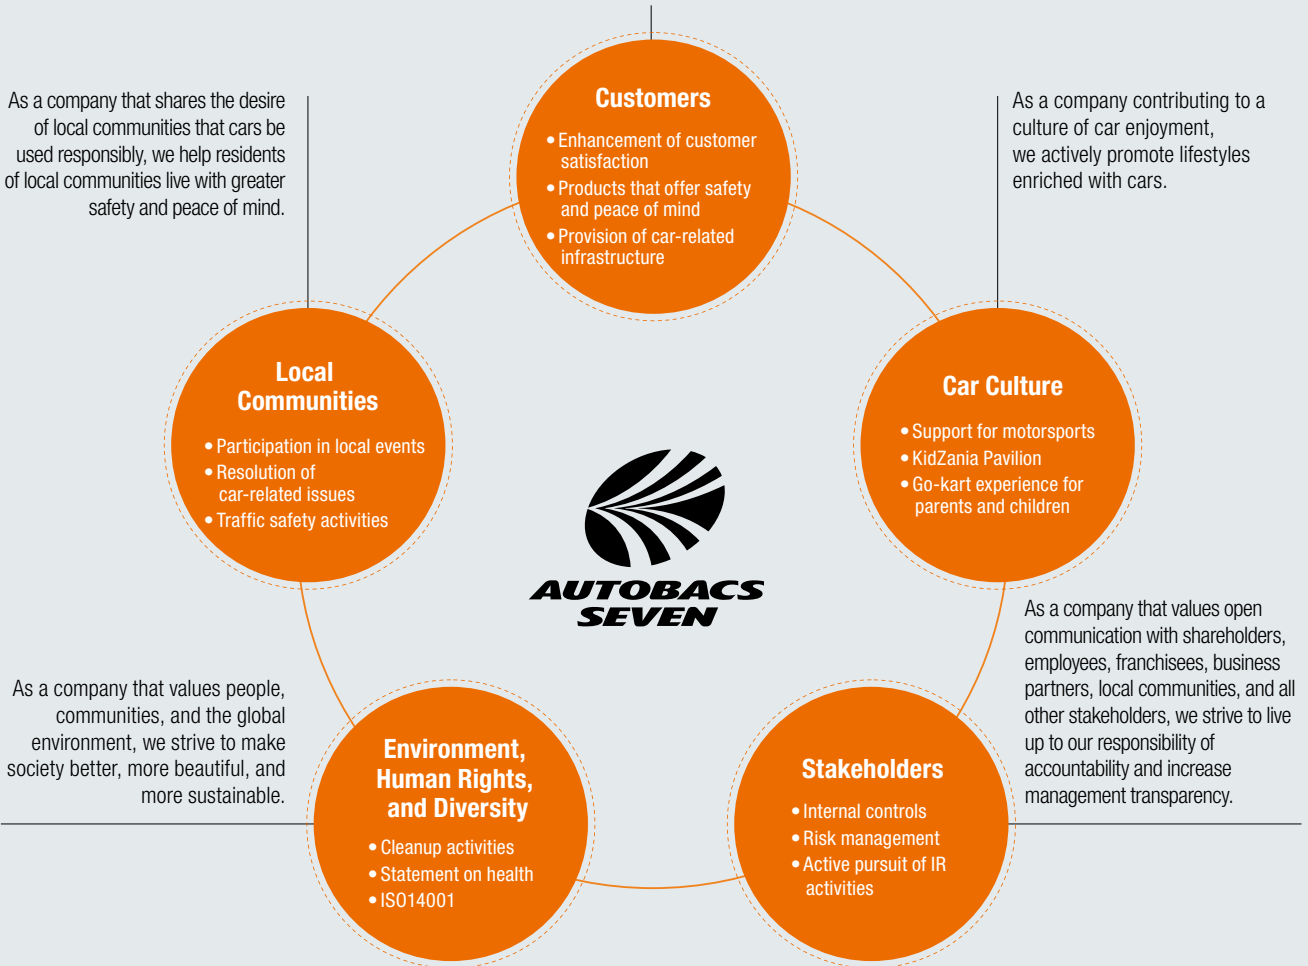 Customers
• Enhancement of customer
satisfaction
• Products that offer safety
and peace of mind
• Provision of car-related
infrastructure
As a company that shares the desire
of local communities that cars be
used responsibly, we help residents
of local communities live with greater
safety and peace of mind.
As a company contributing to a
culture of car enjoyment,
we actively promote lifestyles
enriched with cars.
Local
Communities
• Participation in local events
• Resolution of
car-related issues
• Traffic safety activities
Car Culture
• Support for motorsports
• KidZania Pavilion
• Go-kart experience for
parents and children
AUTOBACS
SEVEN
As a company that values people,
communities, and the global
environment, we strive to make
society better, more beautiful, and
more sustainable.
Environment,
Human Rights,
and Diversity
• Cleanup activities
• Statement on health
• ISO14001
Stakeholders
• Internal controls
• Risk management
• Active pursuit of IR
activities
As a company that values open
communication with shareholders,
employees, franchisees, business
partners, local communities, and all
other stakeholders, we strive to live
up to our responsibility of
accountability and increase
management transparency.